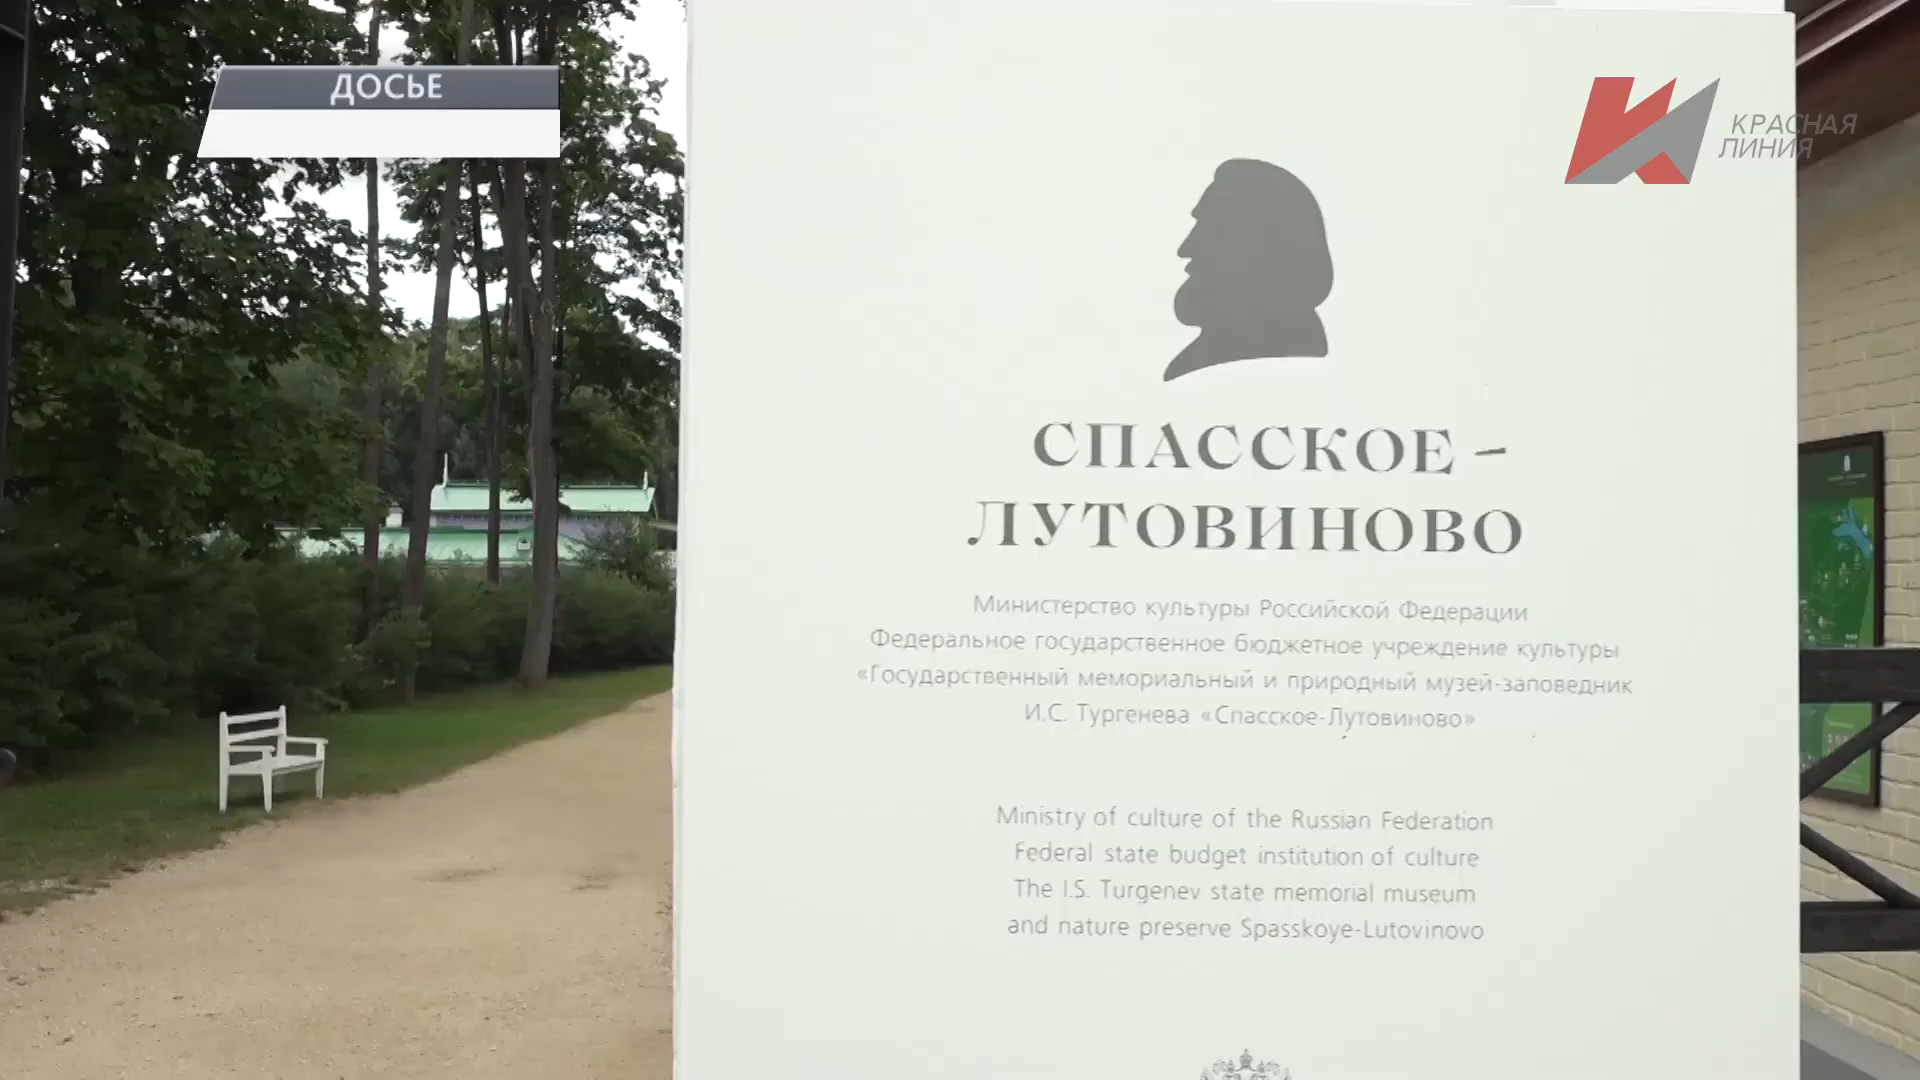 ДОСЬЕ
КРАСНАЯ
ЛИНИЯ
СПАССКОЕ –
ЛУТОВИНОВО
Министерство культуры Российской Федерации
Федеральное государственное бюджетное учреждение культуры
«Государственный мемориальный и природный музей-заповедник
И.С. Тургенева «Спасское-Лутовиново»
Ministry of culture of the Russian Federation
Federal state budget institution of culture
The I.S. Turgenev state memorial museum
and nature preserve Spasskoye-Lutovinovo